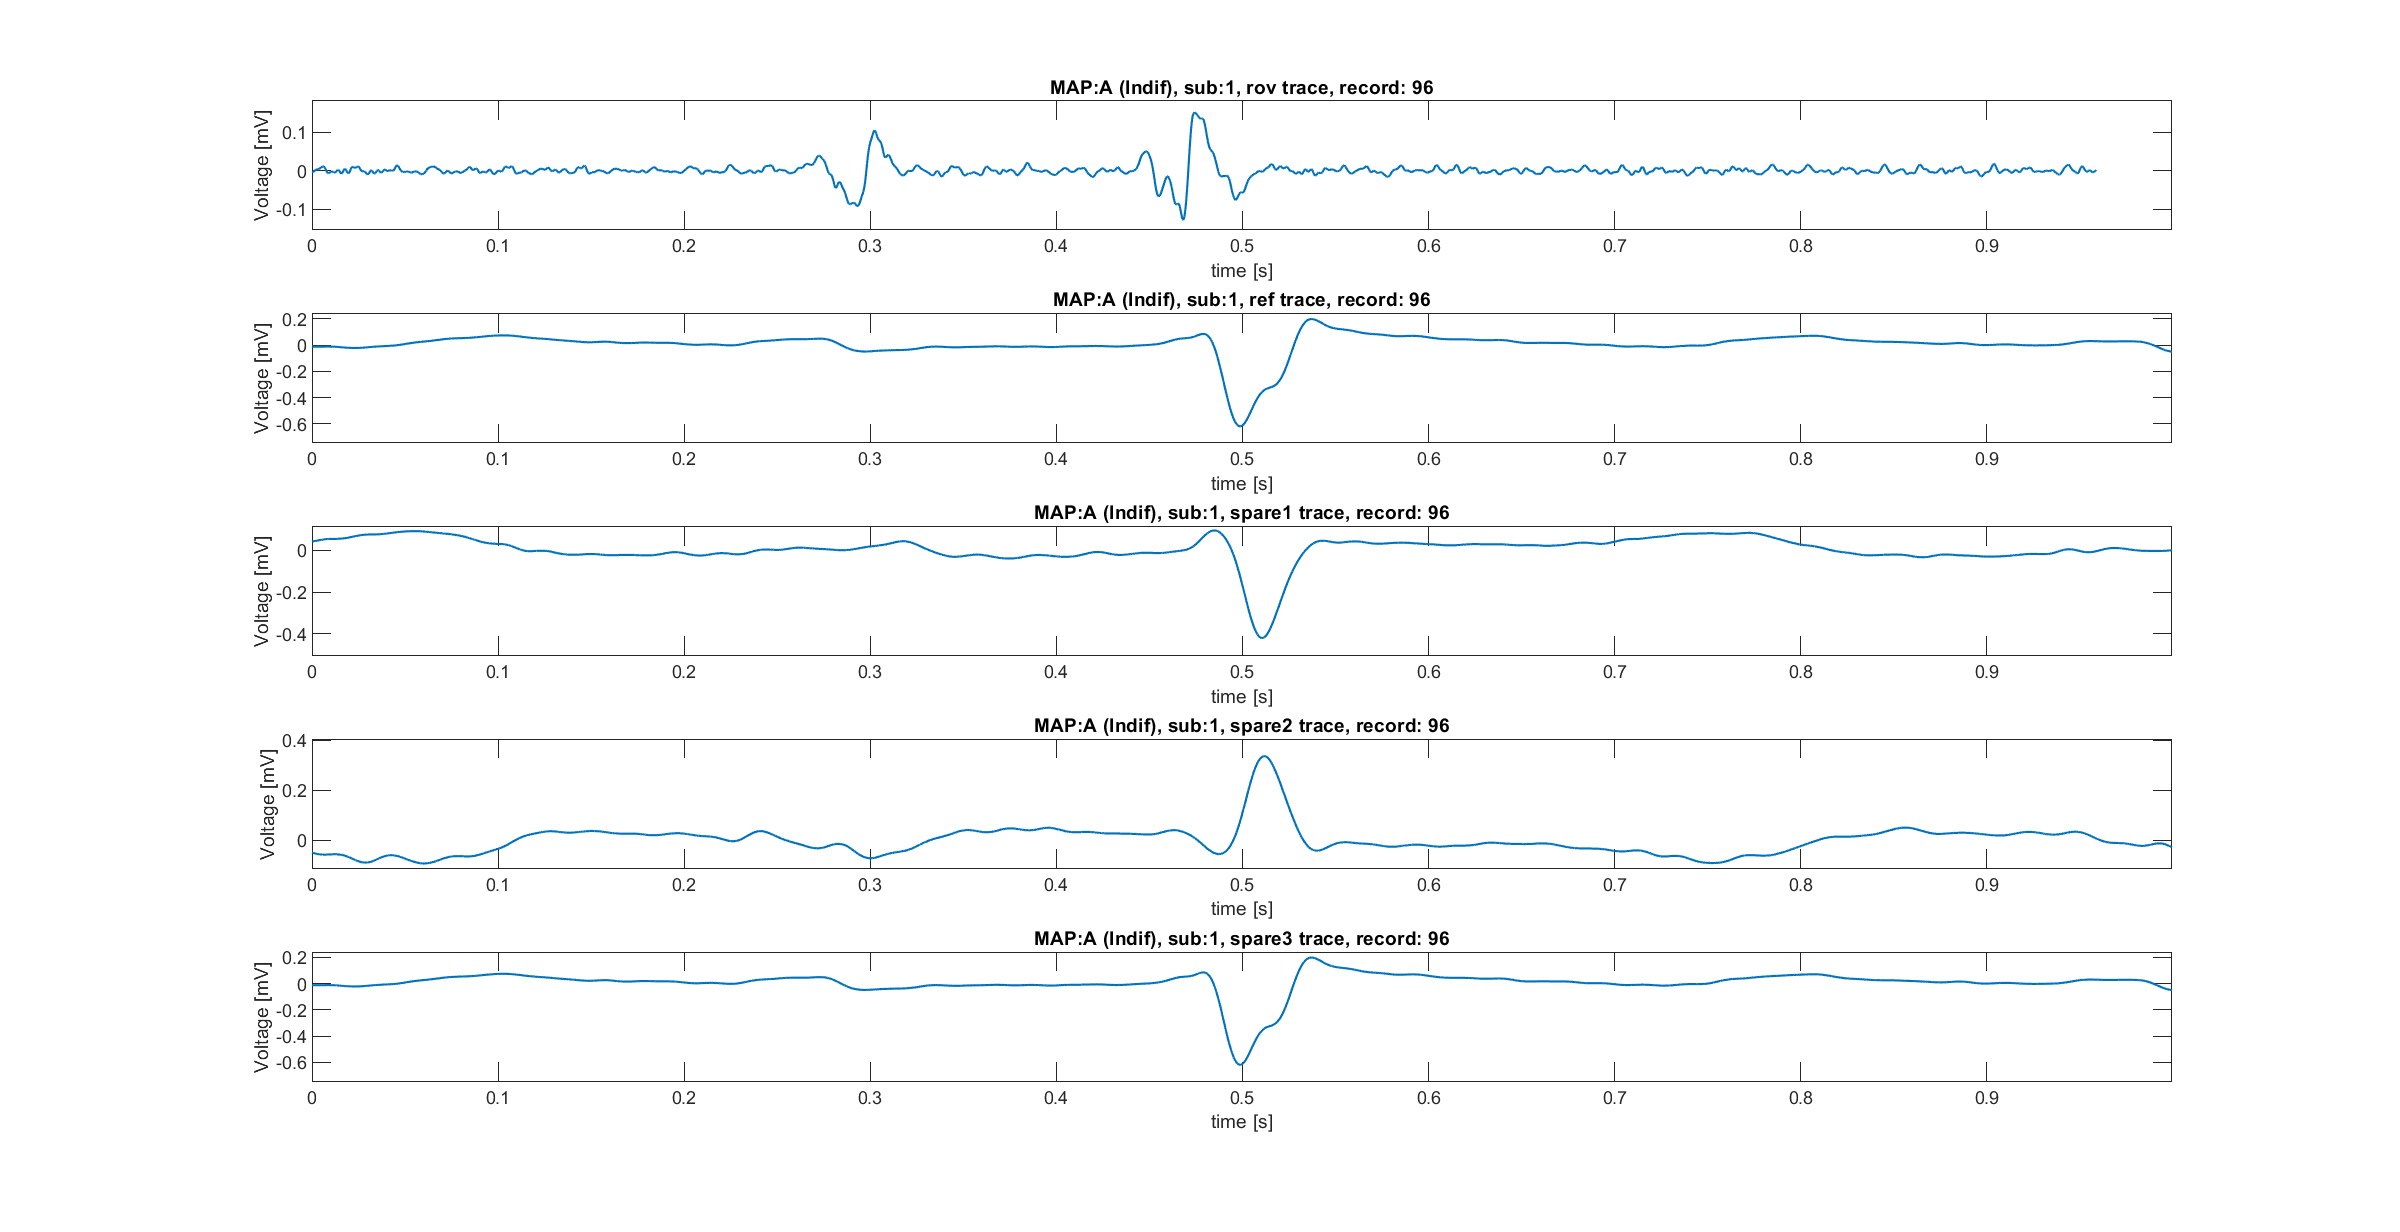 MAP:A (Indif), sub:1, rov trace, record: 96
Voltage [mV]
0.1
0
-0.1
0 0.1 0.2 0.3 0.4 0.5 0.6 0.7 0.8 0.9
time [s]
MAP:A (Indif), sub:1, ref trace, record: 96
Voltage [mV]
0.2
0
-0.2
-0.4
-0.6
0 0.1 0.2 0.3 0.4 0.5 0.6 0.7 0.8 0.9
time [s]
MAP:A (Indif), sub:1, spare1 trace, record: 96
Voltage [mV]
0
-0.2
-0.4
0 0.1 0.2 0.3 0.4 0.5 0.6 0.7 0.8 0.9
time [s]
MAP:A (Indif), sub:1, spare2 trace, record: 96
Voltage [mV]
0.4
0.2
0
0 0.1 0.2 0.3 0.4 0.5 0.6 0.7 0.8 0.9
time [s]
MAP:A (Indif), sub:1, spare3 trace, record: 96
Voltage [mV]
0.2
0
-0.2
-0.4
-0.6
0 0.1 0.2 0.3 0.4 0.5 0.6 0.7 0.8 0.9
time [s]